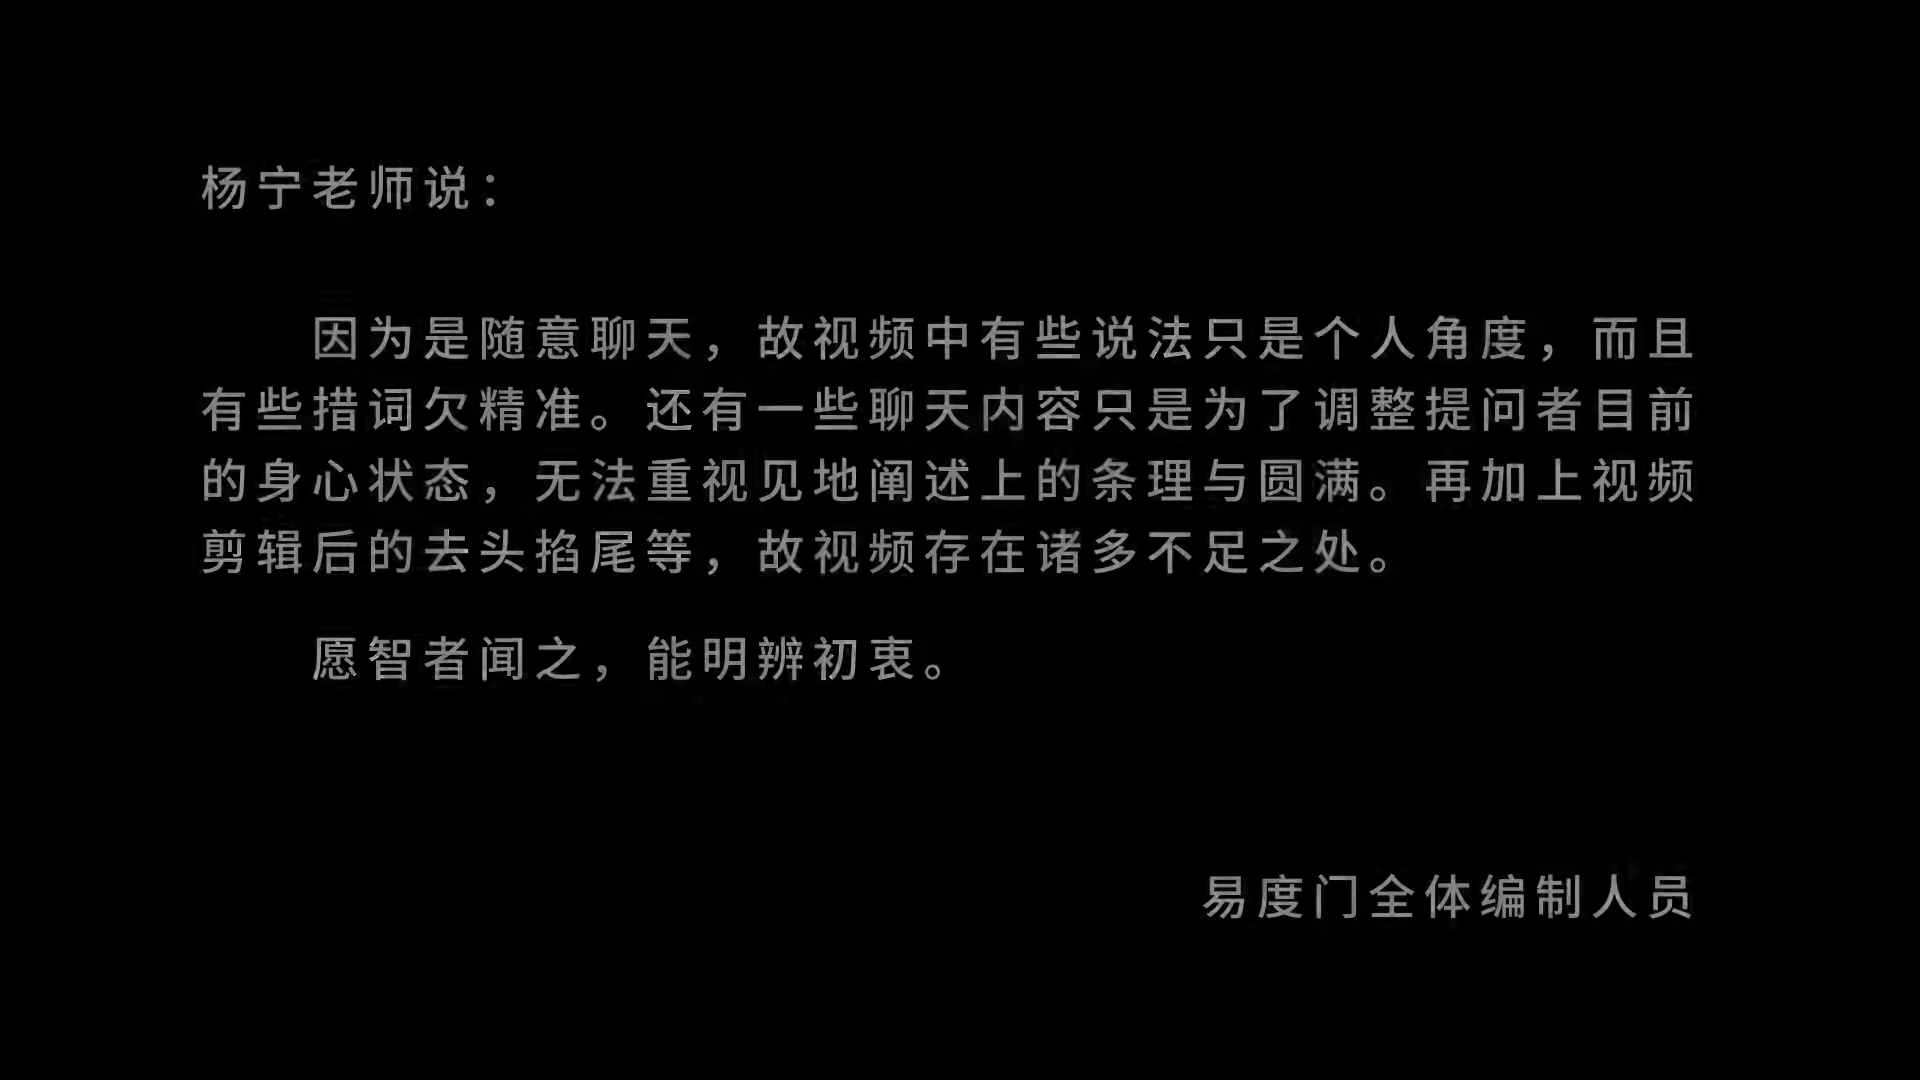 杨宁老师说：
因为是随意聊天，故视频中有些说法只是个人角度，而且
有些措词欠精准。还有一些聊天内容只是为了调整提问者目前
的身心状态，无法重视见地阐述上的条理与圆满。再加上视频
剪辑后的去头掐尾等，故视频存在诸多不足之处。
愿智者闻之，能明辨初衷。
易度门全体编制人员